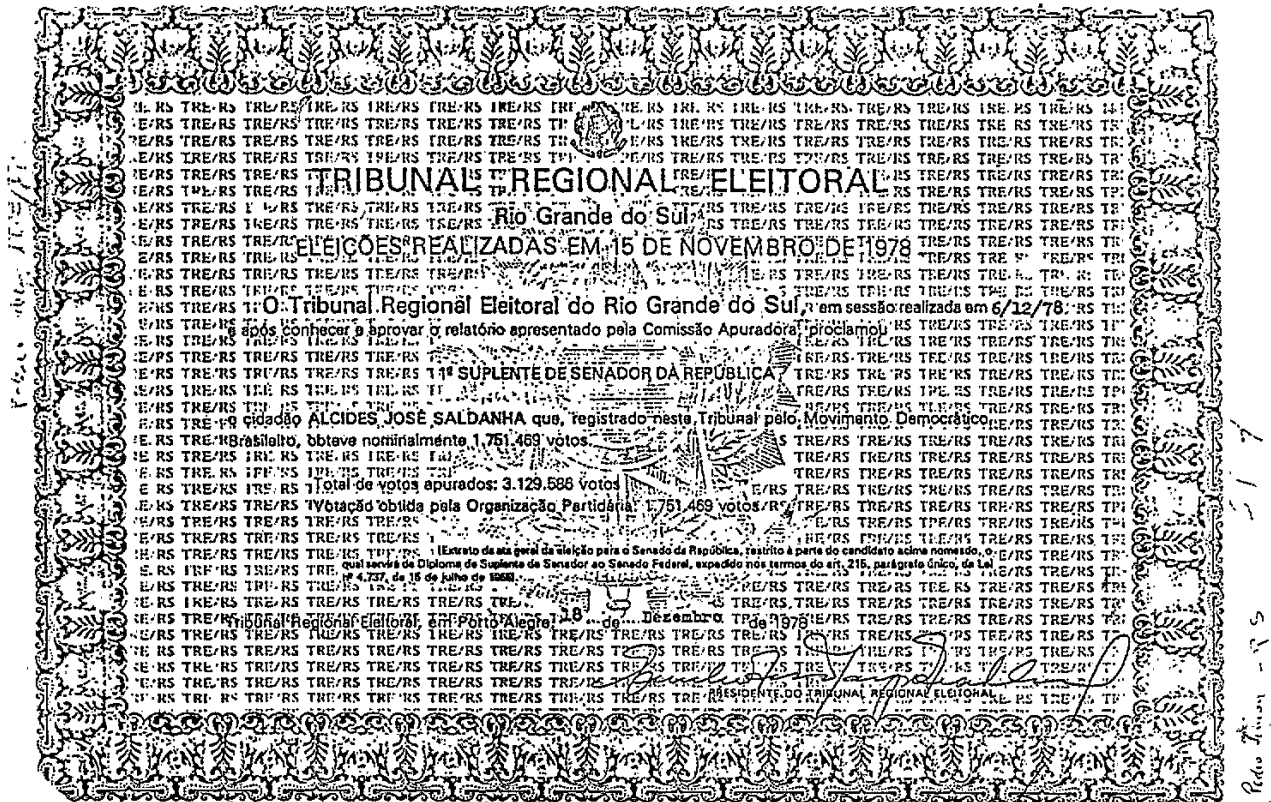 TRIBUNAL REGIONAL ELEITORAL
Rio Grande do Sul
ELEIÇÕES REALIZADAS EM 15 DE NOVEMBRO DE 1978
O Tribunal Regional Eleitoral do Rio Grande do Sul, em sessão realizada em 6/12/78,
após conhecer e aprovar o relatório apresentado pela Comissão Apuradora, proclamou
1º SUPLENTE DE SENADOR DA REPÚBLICA
o cidadão ALCIDES JOSÉ SALDANHA que, registrado neste Tribunal pelo Movimento Democrático
Brasileiro, obteve nominalmente 1.751.469 votos.
Total de votos apurados: 3.129.586 votos
Votação obtida pela Organização Partidária: 1.751.469 votos
(Extrato da ata geral da eleição para o Senado da República, restrito à parte do candidato acima nomeado, o
qual servirá de Diploma de Suplente de Senador ao Senado Federal, expedido nos termos do art. 215, parágrafo único, da Lei
nº 4.737, de 15 de julho de 1965).
Tribunal Regional Eleitoral, em Porto Alegre, 18 de Dezembro de 1978
PRESIDENTE DO TRIBUNAL REGIONAL ELEITORAL
Pedro Simon - RS